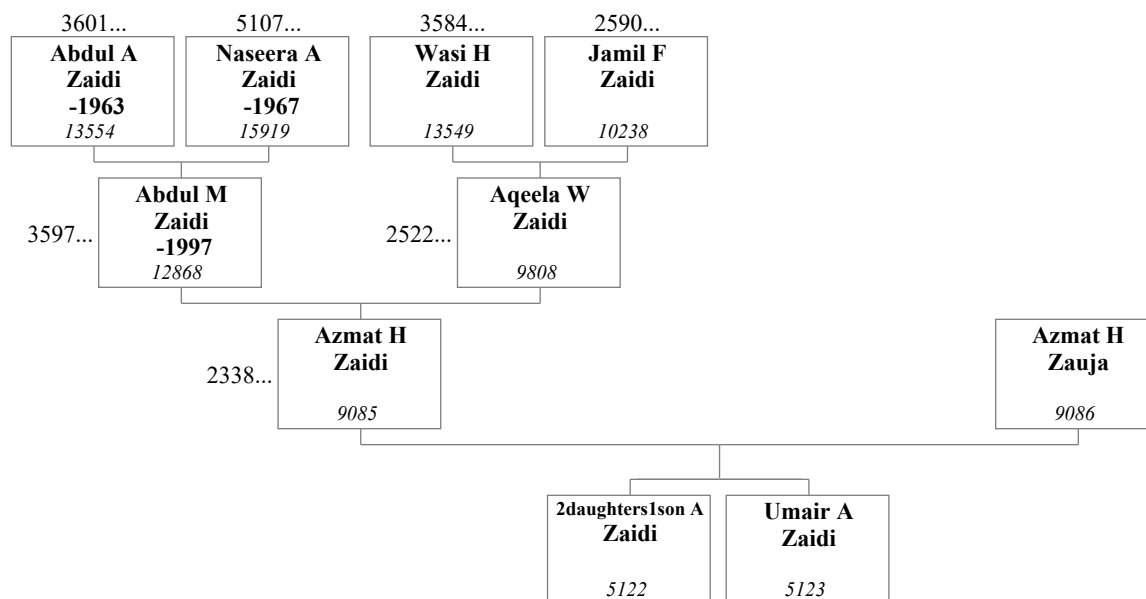 3601... 5107... 3584... 2590...
Abdul A
Zaidi
-1963
13554
Naseera A
Zaidi
-1967
15919
Wasi H
Zaidi
13549
Jamil F
Zaidi
10238
3597...
Abdul M
Zaidi
-1997
12868
2522...
Aqeela W
Zaidi
9808
2338...
Azmat H
Zaidi
9085
Azmat H
Zauja
9086
2daughters1son A
Zaidi
5122
Umair A
Zaidi
5123